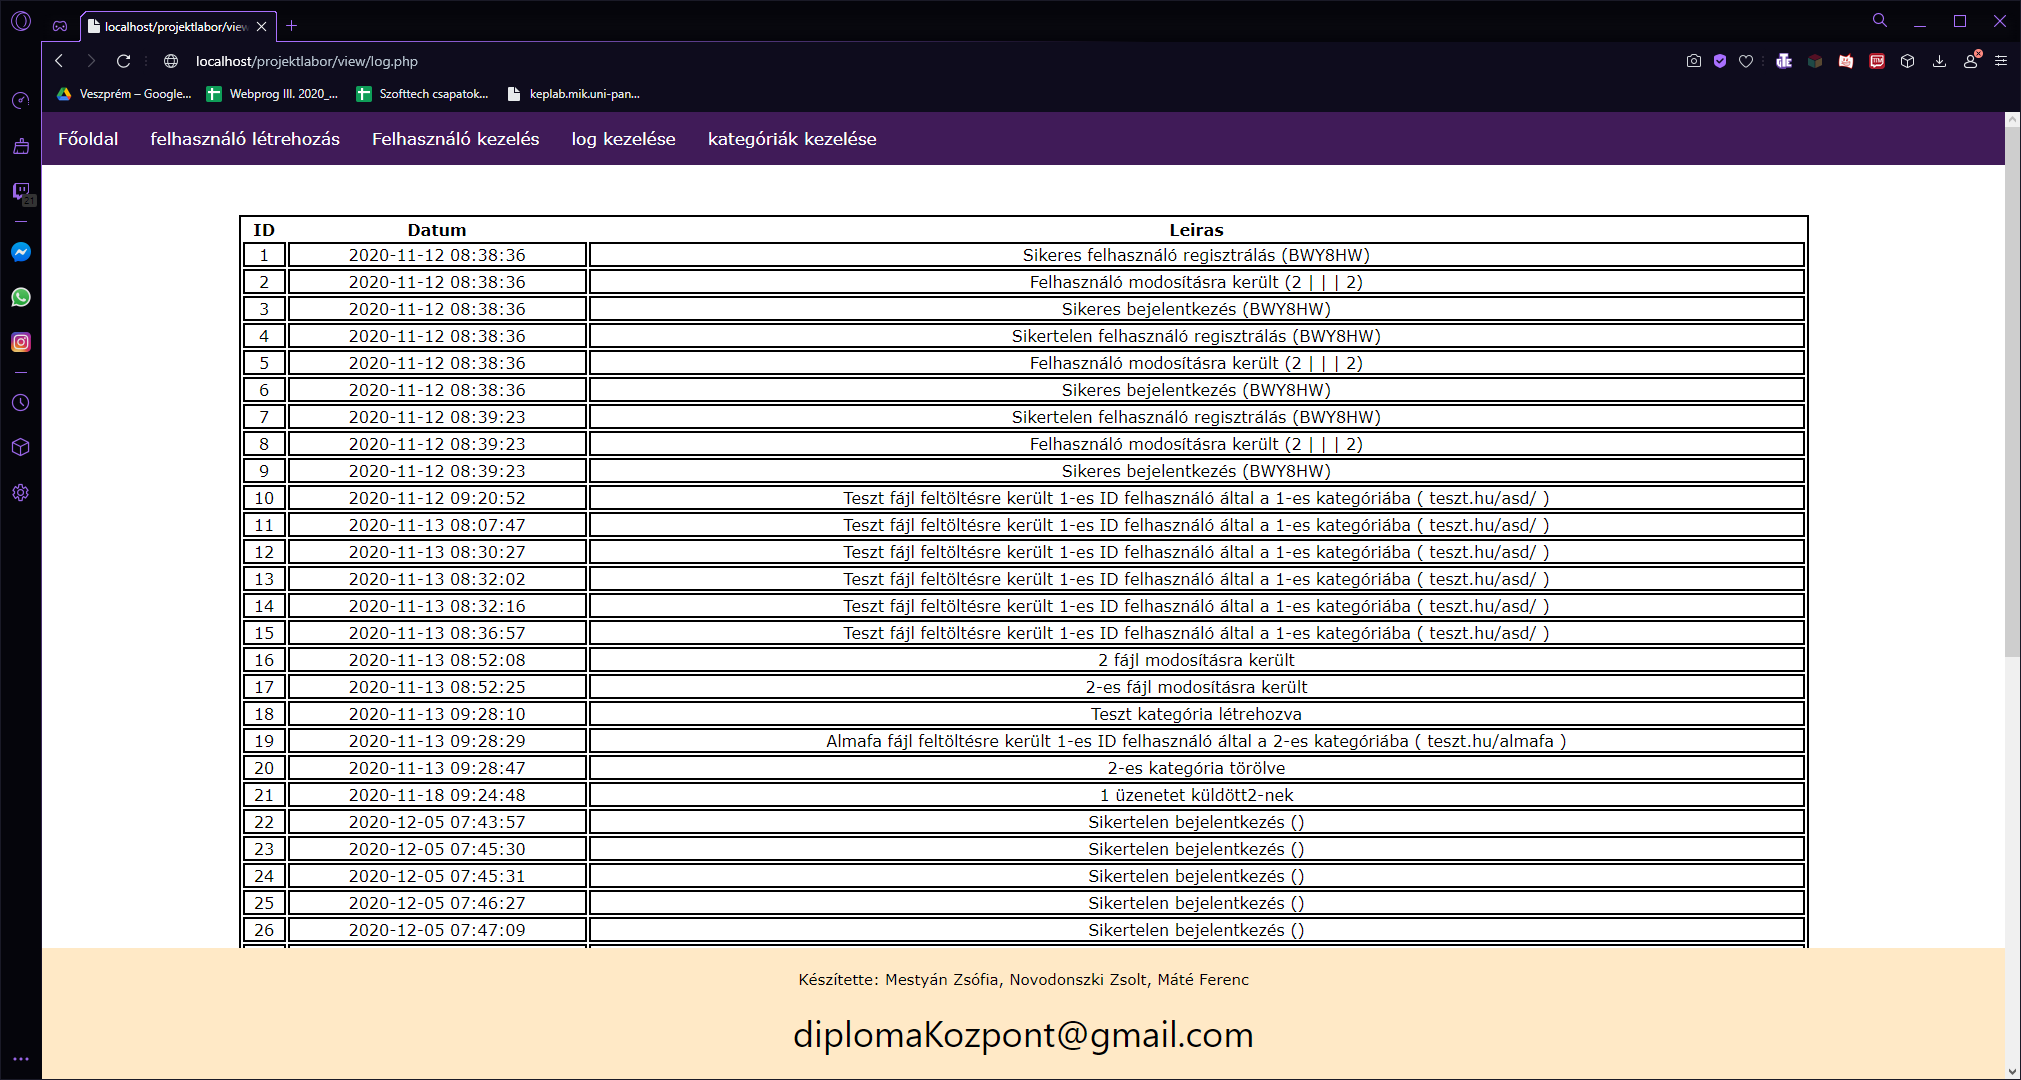 localhost/projektlabor/view
localhost/projektlabor/view/log.php
Veszprém – Google... Webprog III. 2020_... Szofttech csapatok... keplab.mik.uni-pan...
Főoldal felhasználó létrehozás Felhasználó kezelés log kezelése kategóriák kezelése
ID Datum Leiras
1 2020-11-12 08:38:36 Sikeres felhasználó regisztrálás (BWY8HW)
2 2020-11-12 08:38:36 Felhasználó modosításra került (2 | | | 2)
3 2020-11-12 08:38:36 Sikeres bejelentkezés (BWY8HW)
4 2020-11-12 08:38:36 Sikertelen felhasználó regisztrálás (BWY8HW)
5 2020-11-12 08:38:36 Felhasználó modosításra került (2 | | | 2)
6 2020-11-12 08:38:36 Sikeres bejelentkezés (BWY8HW)
7 2020-11-12 08:39:23 Sikertelen felhasználó regisztrálás (BWY8HW)
8 2020-11-12 08:39:23 Felhasználó modosításra került (2 | | | 2)
9 2020-11-12 08:39:23 Sikeres bejelentkezés (BWY8HW)
10 2020-11-12 09:20:52 Teszt fájl feltöltésre került 1-es ID felhasználó által a 1-es kategóriába ( teszt.hu/asd/ )
11 2020-11-13 08:07:47 Teszt fájl feltöltésre került 1-es ID felhasználó által a 1-es kategóriába ( teszt.hu/asd/ )
12 2020-11-13 08:30:27 Teszt fájl feltöltésre került 1-es ID felhasználó által a 1-es kategóriába ( teszt.hu/asd/ )
13 2020-11-13 08:32:02 Teszt fájl feltöltésre került 1-es ID felhasználó által a 1-es kategóriába ( teszt.hu/asd/ )
14 2020-11-13 08:32:16 Teszt fájl feltöltésre került 1-es ID felhasználó által a 1-es kategóriába ( teszt.hu/asd/ )
15 2020-11-13 08:36:57 Teszt fájl feltöltésre került 1-es ID felhasználó által a 1-es kategóriába ( teszt.hu/asd/ )
16 2020-11-13 08:52:08 2 fájl modosításra került
17 2020-11-13 08:52:25 2-es fájl modosításra került
18 2020-11-13 09:28:10 Teszt kategória létrehozva
19 2020-11-13 09:28:29 Almafa fájl feltöltésre került 1-es ID felhasználó által a 2-es kategóriába ( teszt.hu/almafa )
20 2020-11-13 09:28:47 2-es kategória törölve
21 2020-11-18 09:24:48 1 üzenetet küldött2-nek
22 2020-12-05 07:43:57 Sikertelen bejelentkezés ()
23 2020-12-05 07:45:30 Sikertelen bejelentkezés ()
24 2020-12-05 07:45:31 Sikertelen bejelentkezés ()
25 2020-12-05 07:46:27 Sikertelen bejelentkezés ()
26 2020-12-05 07:47:09 Sikertelen bejelentkezés ()
Készítette: Mestyán Zsófia, Novodonszki Zsolt, Máté Ferenc
diplomaKozpont@gmail.com